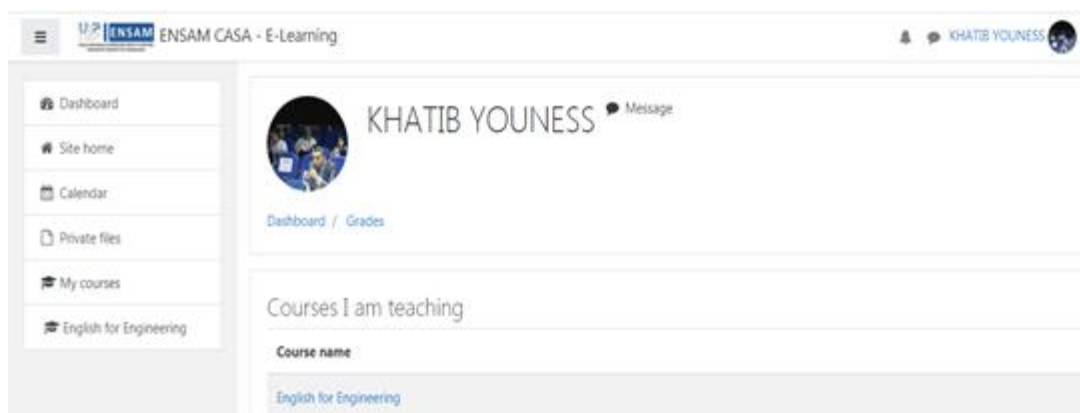 ENSAM ENSAM CASA - E-Learning
KHATIB YOUNESS
Dashboard
Site home
Calendar
Private files
My courses
English for Engineering
KHATIB YOUNESS Message
Dashboard / Grades
Courses I am teaching
Course name
English for Engineering